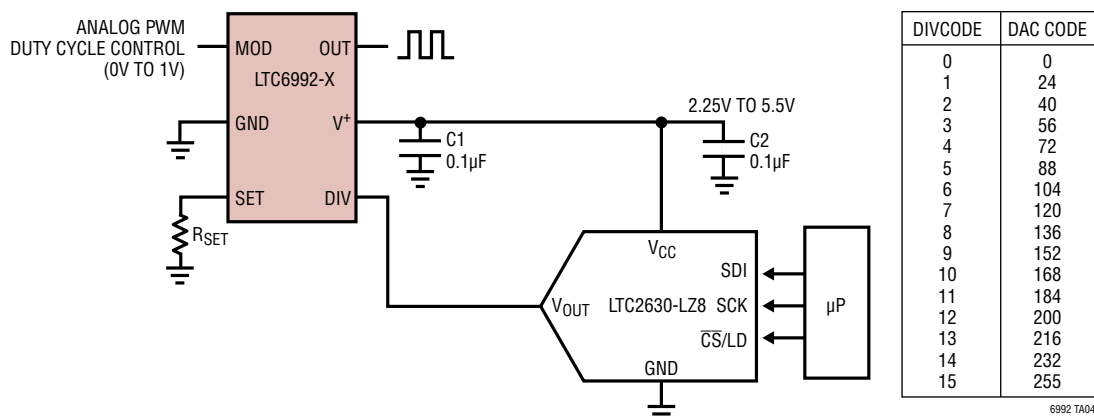 ANALOG PWM
DUTY CYCLE CONTROL
(0V TO 1V)
MOD
OUT
LTC6992-X
GND
V+
SET
DIV
RSET
C1
0.1µF
2.25V TO 5.5V
C2
0.1µF
VCC
SDI
VOUT
LTC2630-LZ8
SCK
CS/LD
GND
µP
DIVCODE DAC CODE
0 0
1 24
2 40
3 56
4 72
5 88
6 104
7 120
8 136
9 152
10 168
11 184
12 200
13 216
14 232
15 255
6992 TA04